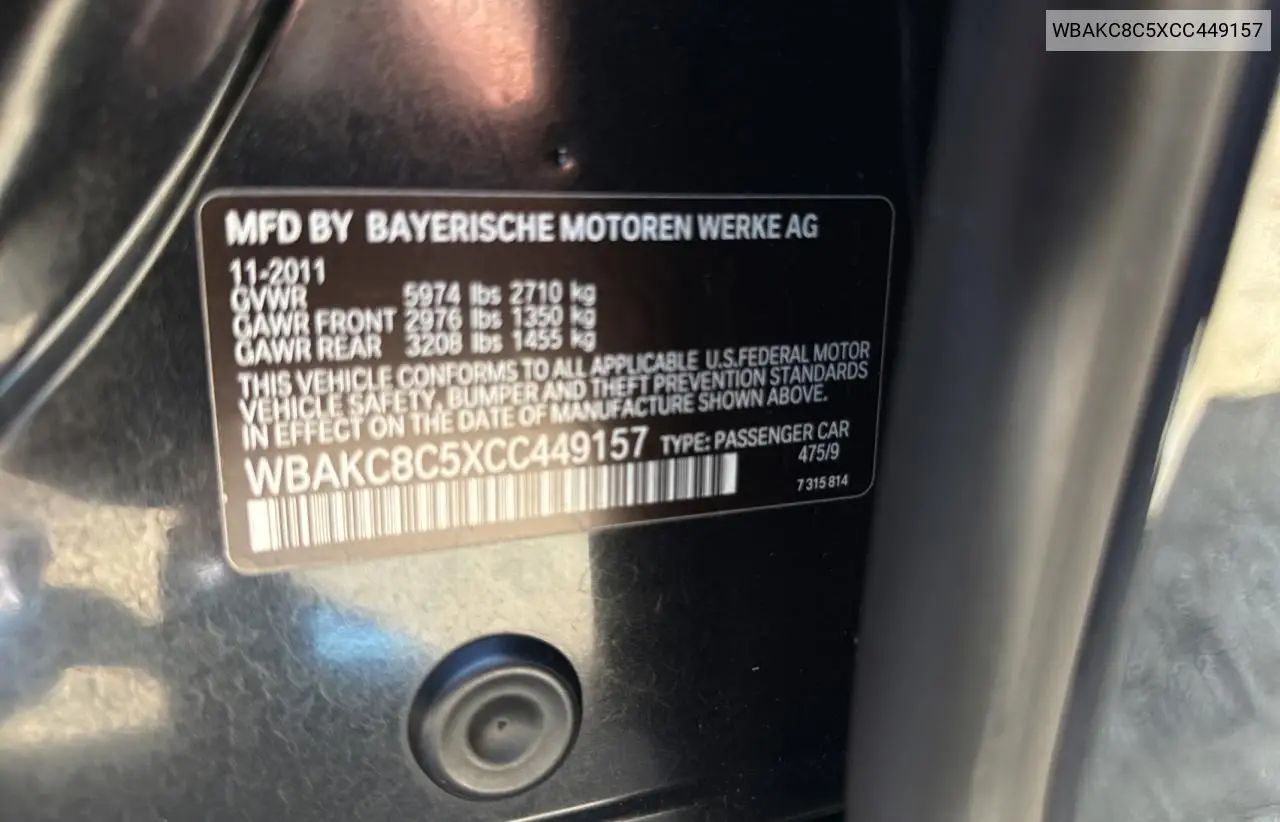 WBAKC8C5XCC449157
MFD BY BAYERISCHE MOTOREN WERKE AG
11-2011
GVWR 5974 lbs 2710 kg
GAWR FRONT 2976 lbs 1350 kg
GAWR REAR 3208 lbs 1455 kg
THIS VEHICLE CONFORMS TO ALL APPLICABLE U.S.FEDERAL MOTOR
VEHICLE SAFETY, BUMPER AND THEFT PREVENTION STANDARDS
IN EFFECT ON THE DATE OF MANUFACTURE SHOWN ABOVE.
WBAKC8C5XCC449157 TYPE: PASSENGER CAR
475/9
7 315 814